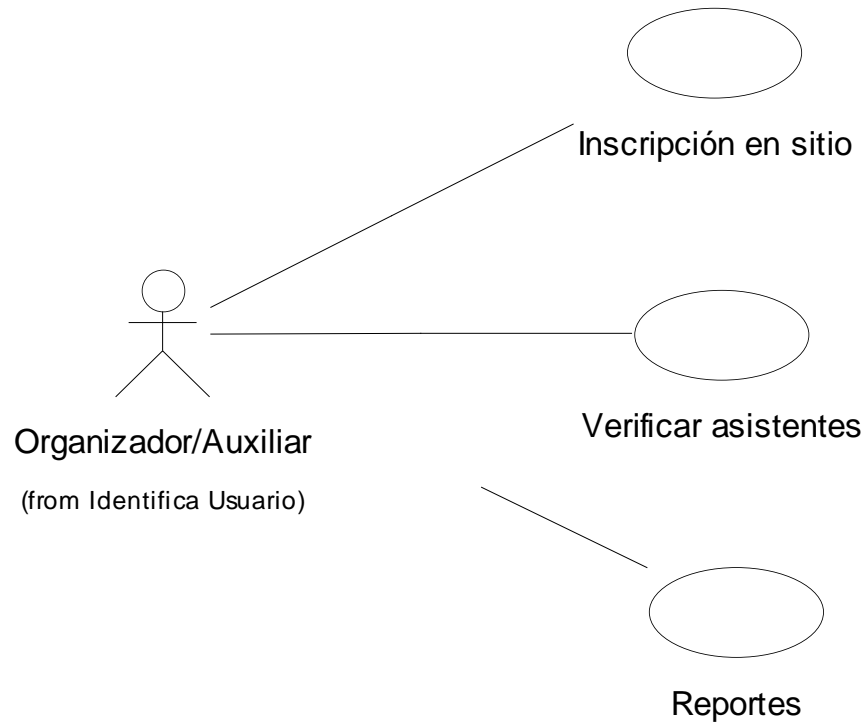 Inscripción en sitio
Verificar asistentes
Organizador/Auxiliar
(from Identifica Usuario)
Reportes